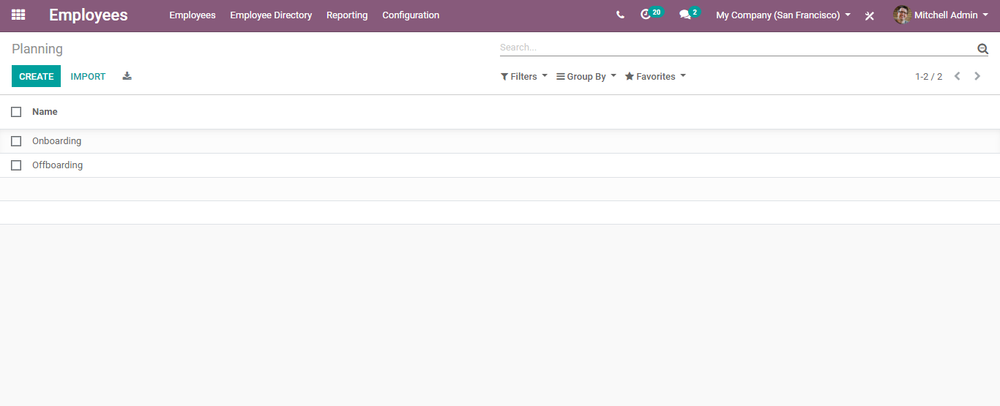 Employees Employees Employee Directory Reporting Configuration 20 2 My Company (San Francisco) Mitchell Admin
Planning Search...
CREATE IMPORT Filters Group By Favorites 1-2 / 2
Name
Onboarding
Offboarding